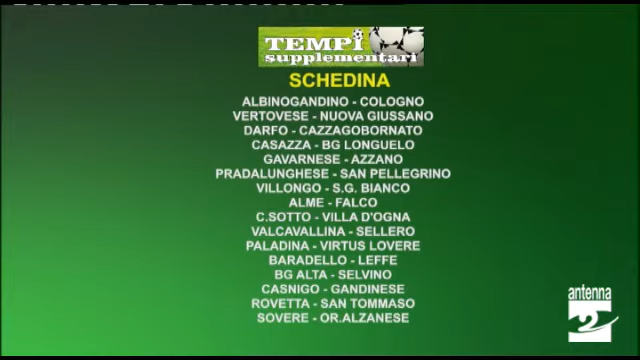 TEMPI
supplementari
SCHEDINA
ALBINOGANDINO - COLOGNO
VERTOVESE - NUOVA GIUSSANO
DARFO - CAZZAGOBORNATO
CASAZZA - BG LONGUELO
GAVARNESE - AZZANO
PRADALUNGHESE - SAN PELLEGRINO
VILLONGO - S.G. BIANCO
ALME - FALCO
C.SOTTO - VILLA D'OGNA
VALCAVALLINA - SELLERO
PALADINA - VIRTUS LOVERE
BARADELLO - LEFFE
BG ALTA - SELVINO
CASNIGO - GANDINESE
ROVETTA - SAN TOMMASO
SOVERE - OR.ALZANESE
antenna
2